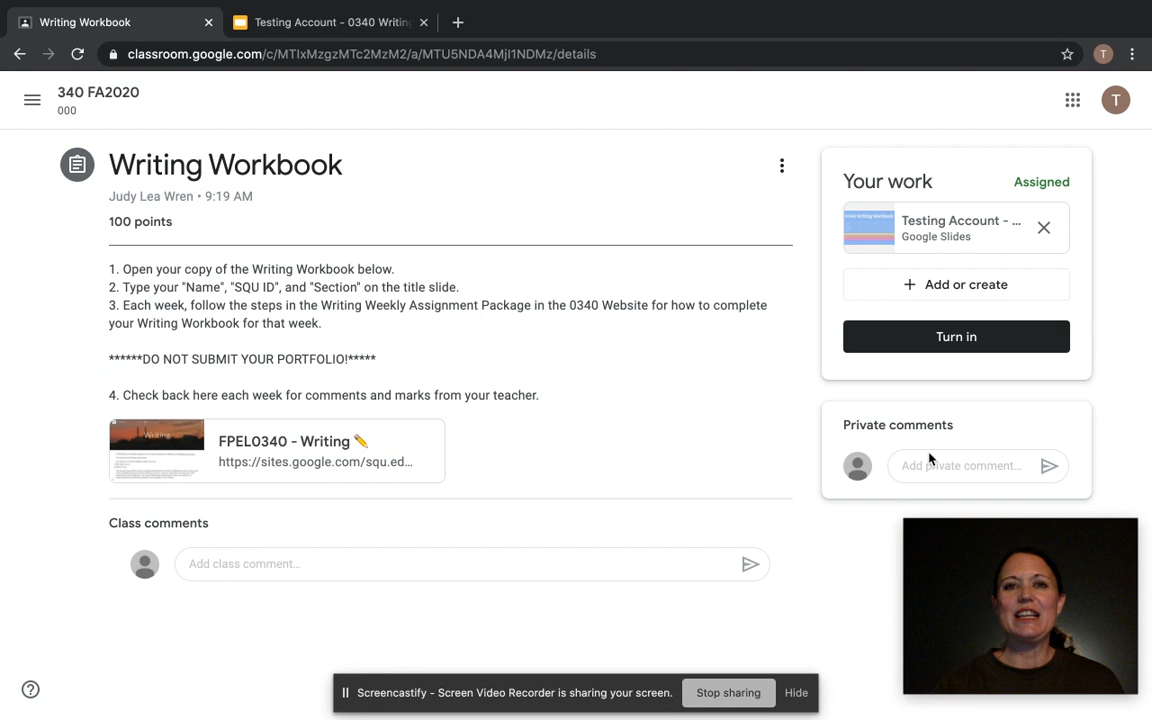 Writing Workbook
Testing Account - 0340 Writin
classroom.google.com/c/MTIxMzgzMTc2MzM2/a/MTU5NDA4MjI1NDMz/details
T
340 FA2020
000
T
Writing Workbook
Judy Lea Wren • 9:19 AM
100 points
1. Open your copy of the Writing Workbook below.
2. Type your "Name", "SQU ID", and "Section" on the title slide.
3. Each week, follow the steps in the Writing Weekly Assignment Package in the 0340 Website for how to complete
your Writing Workbook for that week.
******DO NOT SUBMIT YOUR PORTFOLIO!*****
4. Check back here each week for comments and marks from your teacher.
Writing
FPEL0340 - Writing ✏️
https://sites.google.com/squ.ed...
Class comments
Add class comment...
Your work
Assigned
0340 Writing Workbook
Testing Account - ...
Google Slides
+ Add or create
Turn in
Private comments
Add private comment...
Screencastify - Screen Video Recorder is sharing your screen.
Stop sharing
Hide